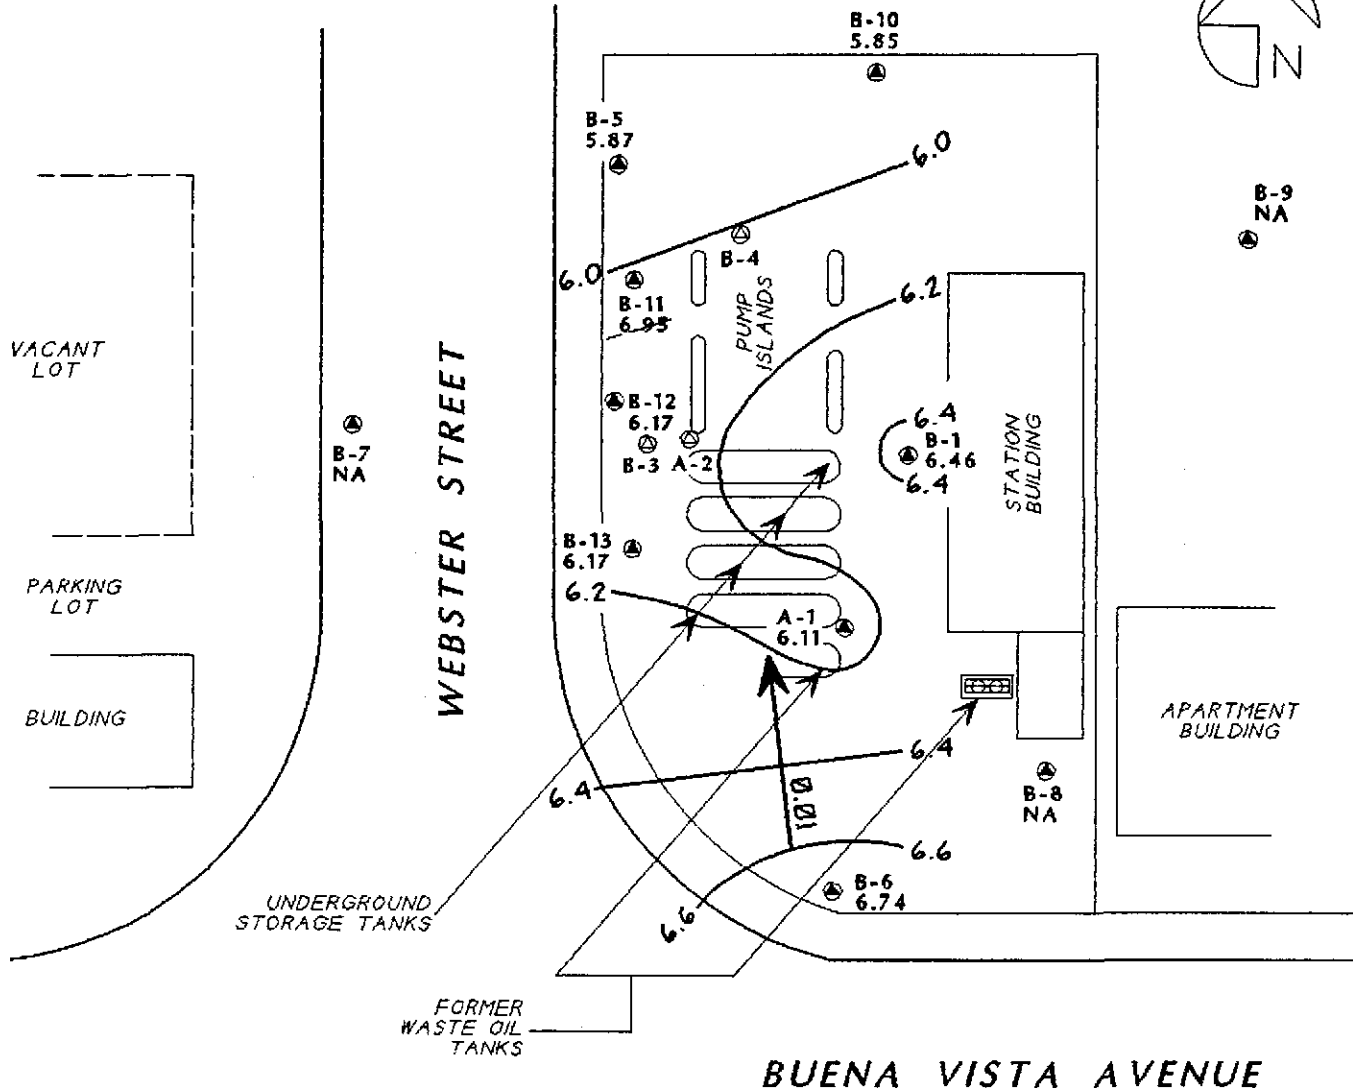 B-10
5.85
N
B-5
5.87
6.0
B-9
NA
B-4
6.0
B-11
6.95
PUMP
ISLANDS
6.2
VACANT
LOT
WEBSTER STREET
B-12
6.17
B-3 A-2
6.4
B-1
6.46
6.4
STATION
BUILDING
B-7
NA
B-13
6.17
PARKING
LOT
6.2
A-1
6.11
BUILDING
APARTMENT
BUILDING
6.4
6.4
0.01
B-8
NA
6.6
B-6
6.74
6.6
UNDERGROUND
STORAGE TANKS
FORMER
WASTE OIL
TANKS
BUENA VISTA AVENUE